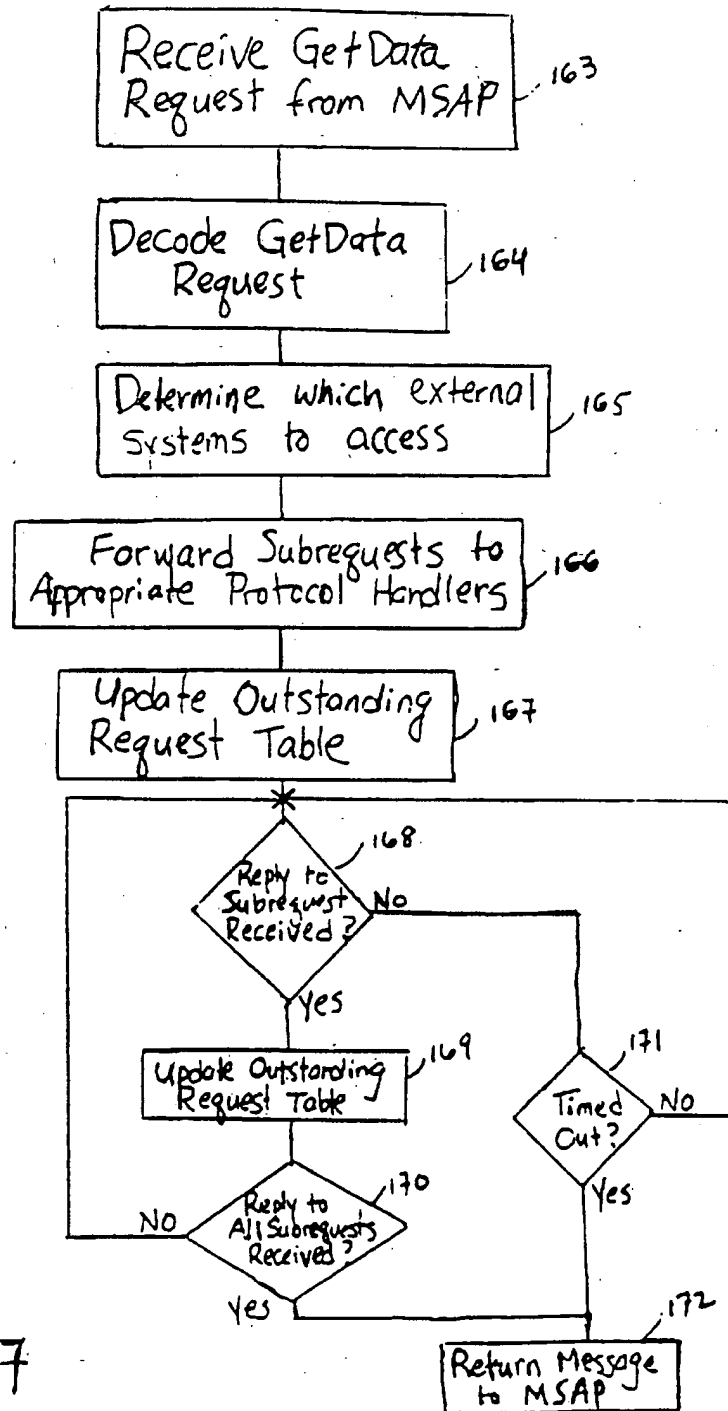 Receive GetData
Request from MSAP
163
Decode GetData
Request
164
Determine which external
systems to access
165
Forward Subrequests to
Appropriate Protocol Handlers
166
Update Outstanding
Request Table
167
168
Reply to
Subrequest
Received?
No
Yes
169
Update Outstanding
Request Table
171
Timed
Out?
No
Yes
170
Reply to
All Subrequests
Received?
NO
Yes
172
Return Message
to MSAP
7